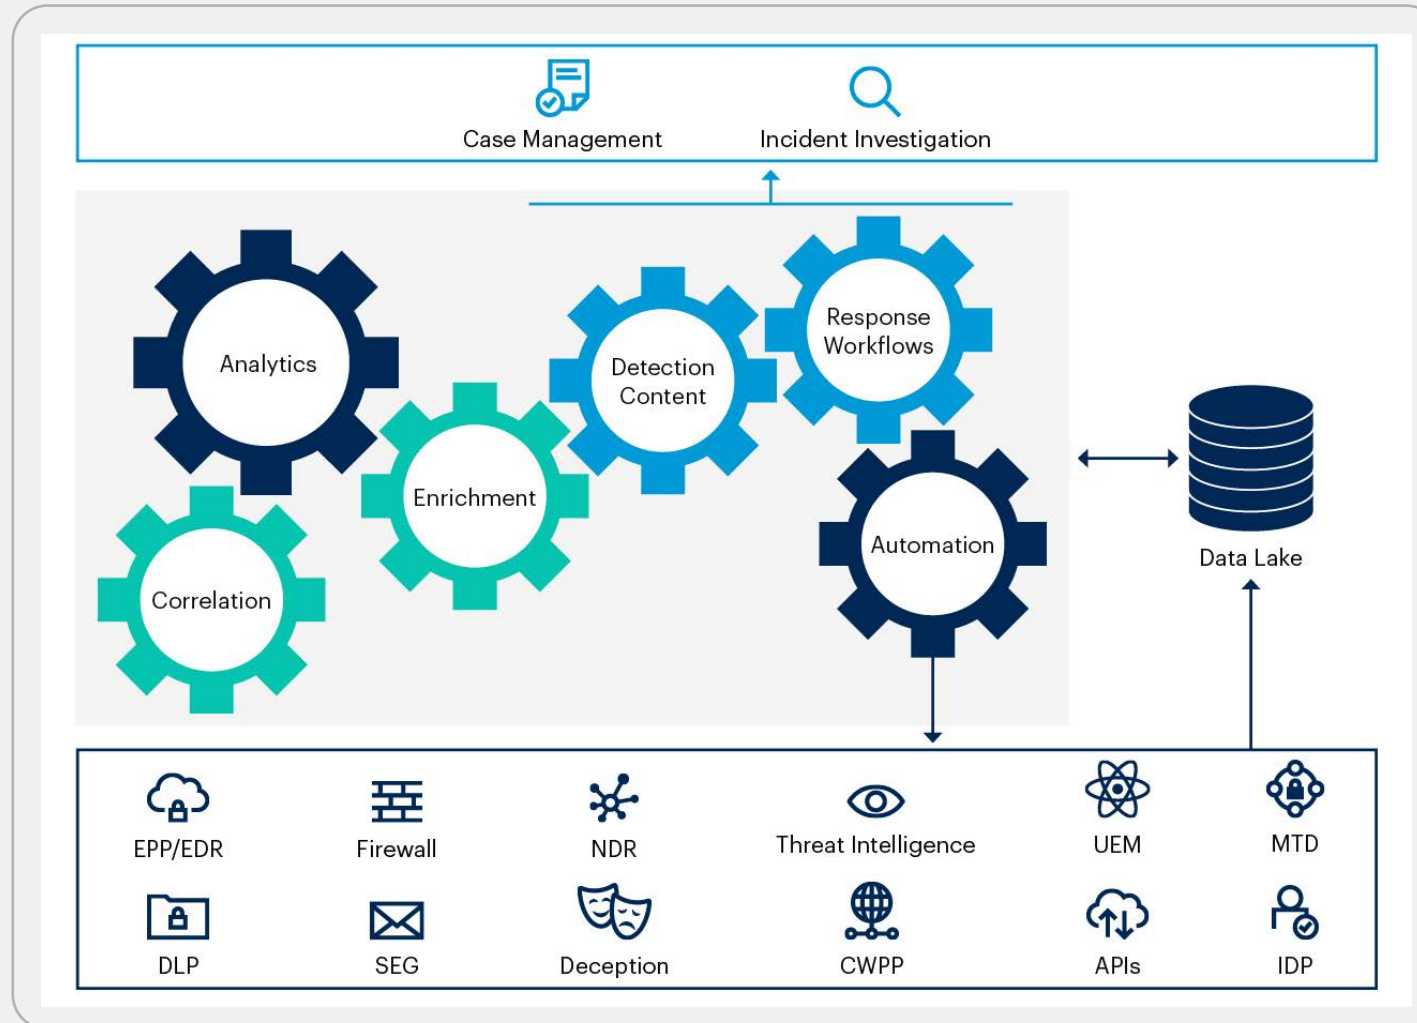 Case Management
Incident Investigation
Analytics
Detection
Content
Response
Workflows
Enrichment
Correlation
Automation
Data Lake
EPP/EDR
Firewall
NDR
Threat Intelligence
UEM
MTD
DLP
SEG
Deception
CWPP
APIs
IDP